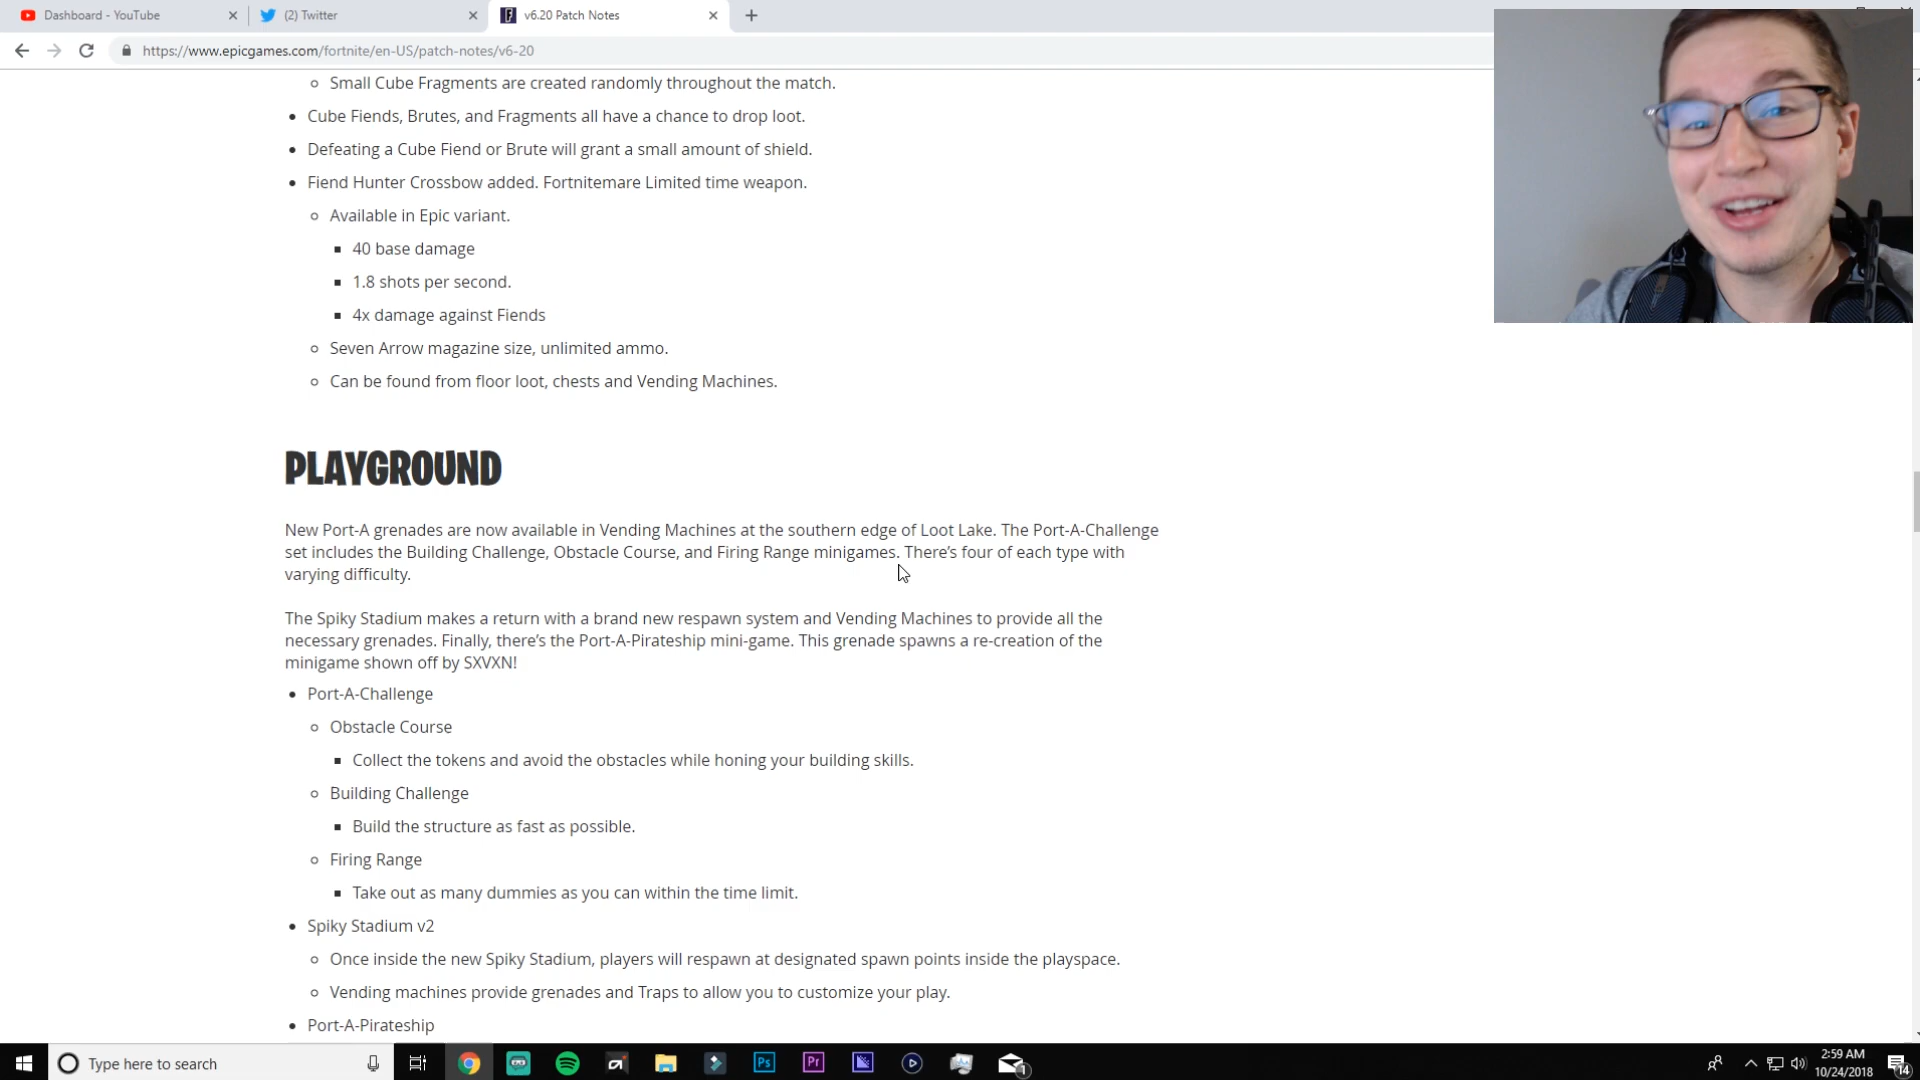 Dashboard - YouTube
(2) Twitter
v6.20 Patch Notes
https://www.epicgames.com/fortnite/en-US/patch-notes/v6-20
Small Cube Fragments are created randomly throughout the match.
Cube Fiends, Brutes, and Fragments all have a chance to drop loot.
Defeating a Cube Fiend or Brute will grant a small amount of shield.
Fiend Hunter Crossbow added. Fortnitemare Limited time weapon.
Available in Epic variant.
40 base damage
1.8 shots per second.
4x damage against Fiends
Seven Arrow magazine size, unlimited ammo.
Can be found from floor loot, chests and Vending Machines.
PLAYGROUND
New Port-A grenades are now available in Vending Machines at the southern edge of Loot Lake. The Port-A-Challenge
set includes the Building Challenge, Obstacle Course, and Firing Range minigames. There's four of each type with
varying difficulty.
The Spiky Stadium makes a return with a brand new respawn system and Vending Machines to provide all the
necessary grenades. Finally, there's the Port-A-Pirateship mini-game. This grenade spawns a re-creation of the
minigame shown off by SXVXN!
Port-A-Challenge
Obstacle Course
Collect the tokens and avoid the obstacles while honing your building skills.
Building Challenge
Build the structure as fast as possible.
Firing Range
Take out as many dummies as you can within the time limit.
Spiky Stadium v2
Once inside the new Spiky Stadium, players will respawn at designated spawn points inside the playspace.
Vending machines provide grenades and Traps to allow you to customize your play.
Port-A-Pirateship
Type here to search
Ps
Pr
1
2:59 AM
10/24/2018
14